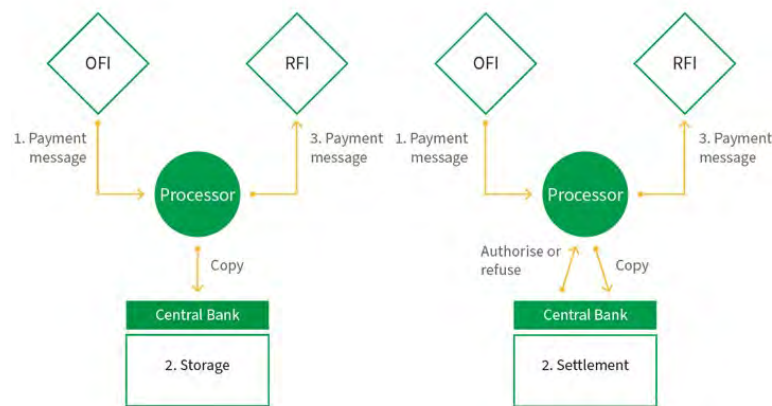 OFI
RFI
1. Payment
message
3. Payment
message
Processor
Copy
Central Bank
2. Storage
OFI
RFI
1. Payment
message
3. Payment
message
Processor
Authorise or
refuse
Copy
Central Bank
2. Settlement